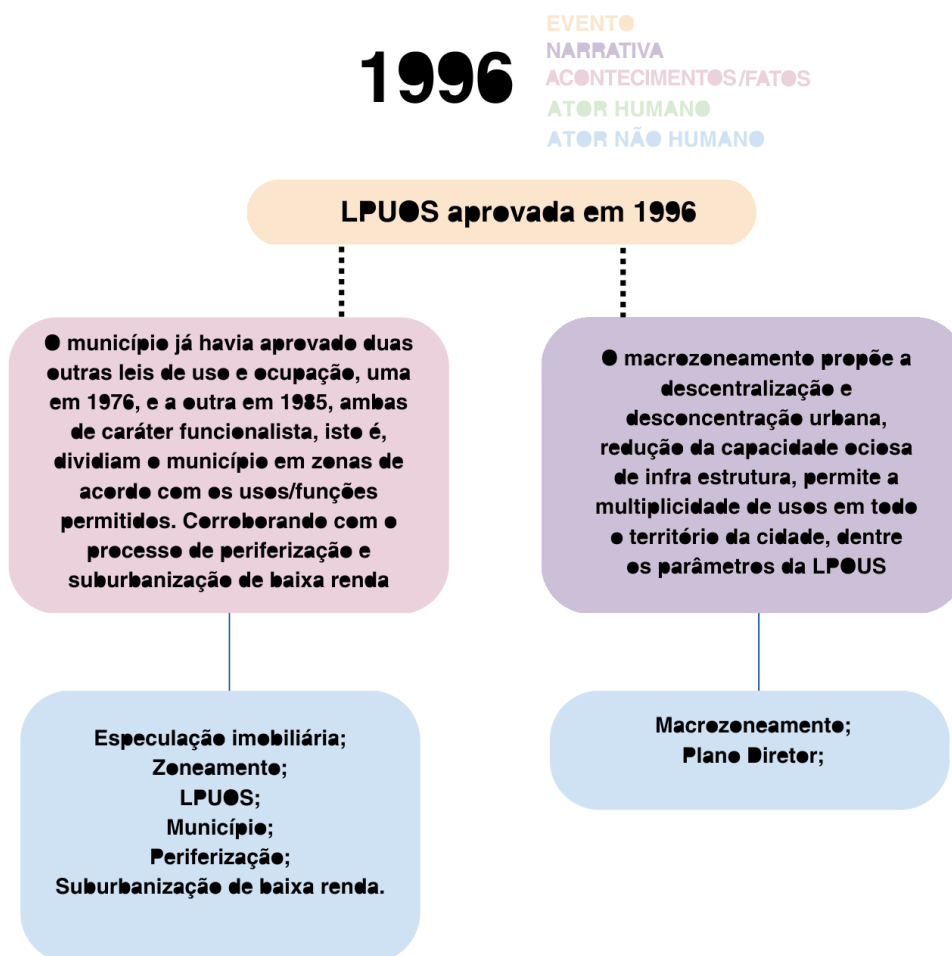 1996
EVENTO
NARRATIVA
ACONTECIMENTOS/FATOS
ATOR HUMANO
ATOR NÃO HUMANO
LPUOS aprovada em 1996
O município já havia aprovado duas
outras leis de uso e ocupação, uma
em 1976, e a outra em 1985, ambas
de caráter funcionalista, isto é,
dividiam o município em zonas de
acordo com os usos/funções
permitidos. Corroborando com o
processo de periferização e
suburbanização de baixa renda
O macrozoneamento propõe a
descentralização e
desconcentração urbana,
redução da capacidade ociosa
de infra estrutura, permite a
multiplicidade de usos em todo
o território da cidade, dentre
os parâmetros da LPOUS
Especulação imobiliária;
Zoneamento;
LPUOS;
Município;
Periferização;
Suburbanização de baixa renda.
Macrozoneamento;
Plano Diretor;